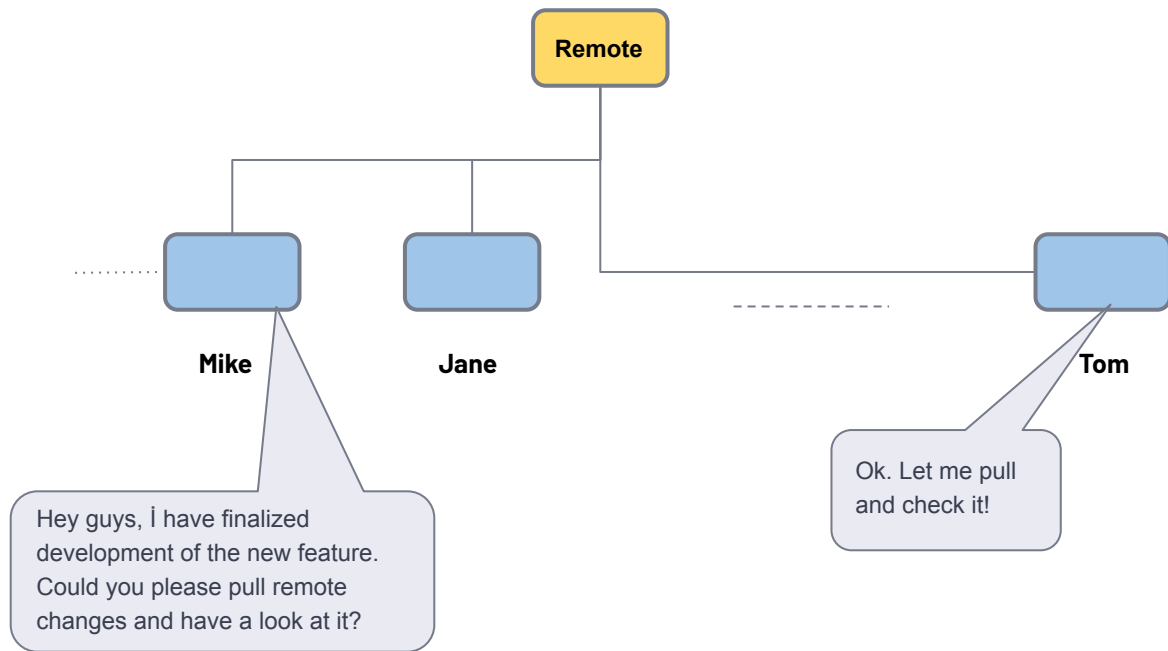 Remote
Mike
Jane
Tom
Ok. Let me pull
and check it!
Hey guys, İ have finalized
development of the new feature.
Could you please pull remote
changes and have a look at it?